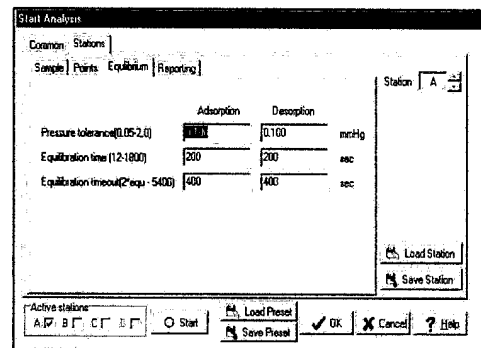 Start Analysis
Common Stations
Sample Points Equilibrium Reporting
Station A
Adsorption Desorption
Pressure tolerance(0.05-2.0) 0.100 mmHg
Equilibration time (12-1800) 200 200 sec
Equilibration timeout(2*equ - 5400) 400 400 sec
Load Station
Save Station
Active stations
A B C D
Start
Load Preset
Save Preset
OK Cancel ? Help